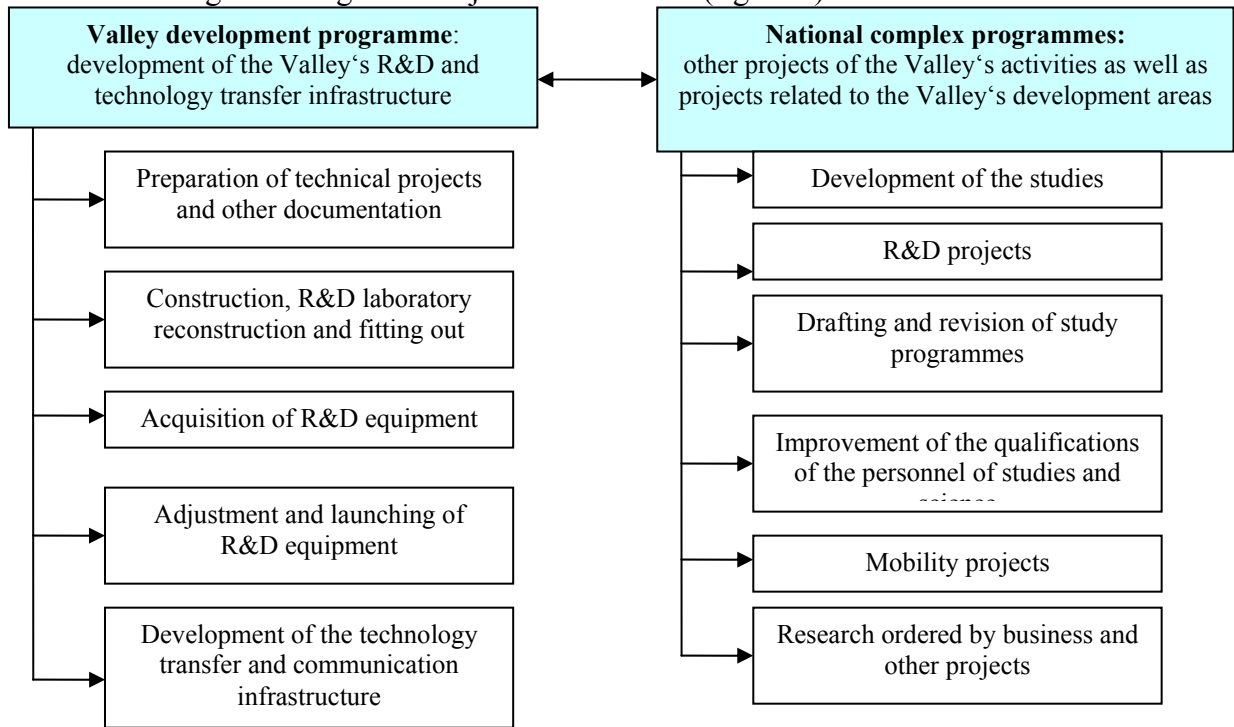 Valley development programme:
development of the Valley‘s R&D and
technology transfer infrastructure
Preparation of technical projects
and other documentation
Construction, R&D laboratory
reconstruction and fitting out
Acquisition of R&D equipment
Adjustment and launching of
R&D equipment
Development of the technology
transfer and communication
infrastructure
National complex programmes:
other projects of the Valley‘s activities as well as
projects related to the Valley‘s development areas
Development of the studies
R&D projects
Drafting and revision of study
programmes
Improvement of the qualifications
of the personnel of studies and
science
Mobility projects
Research ordered by business and
other projects